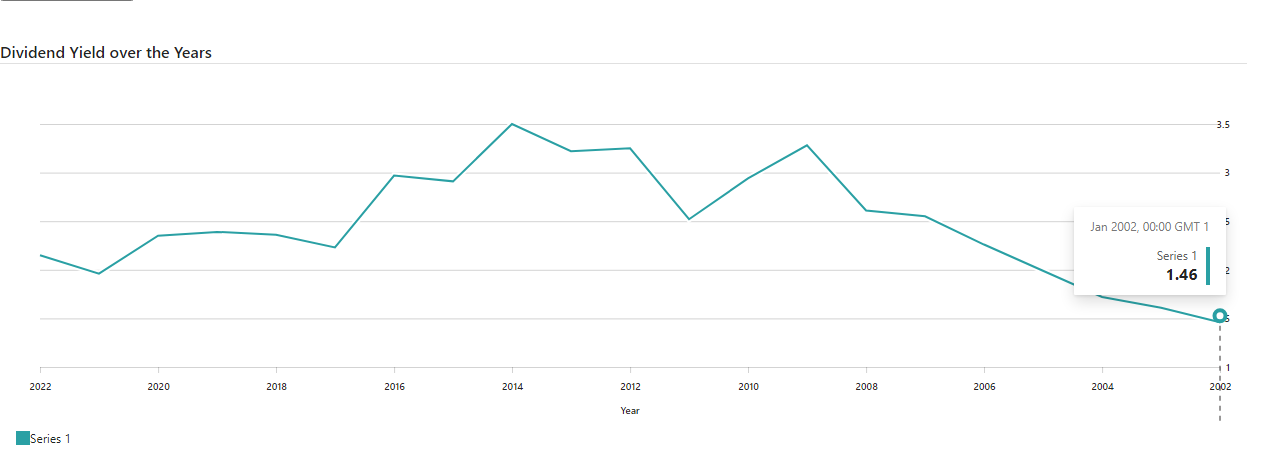 Dividend Yield over the Years
3.5
3
5
2
5
1
Jan 2002, 00:00 GMT 1
Series 1
1.46
2022 2020 2018 2016 2014 2012 2010 2008 2006 2004 2002
Year
Series 1